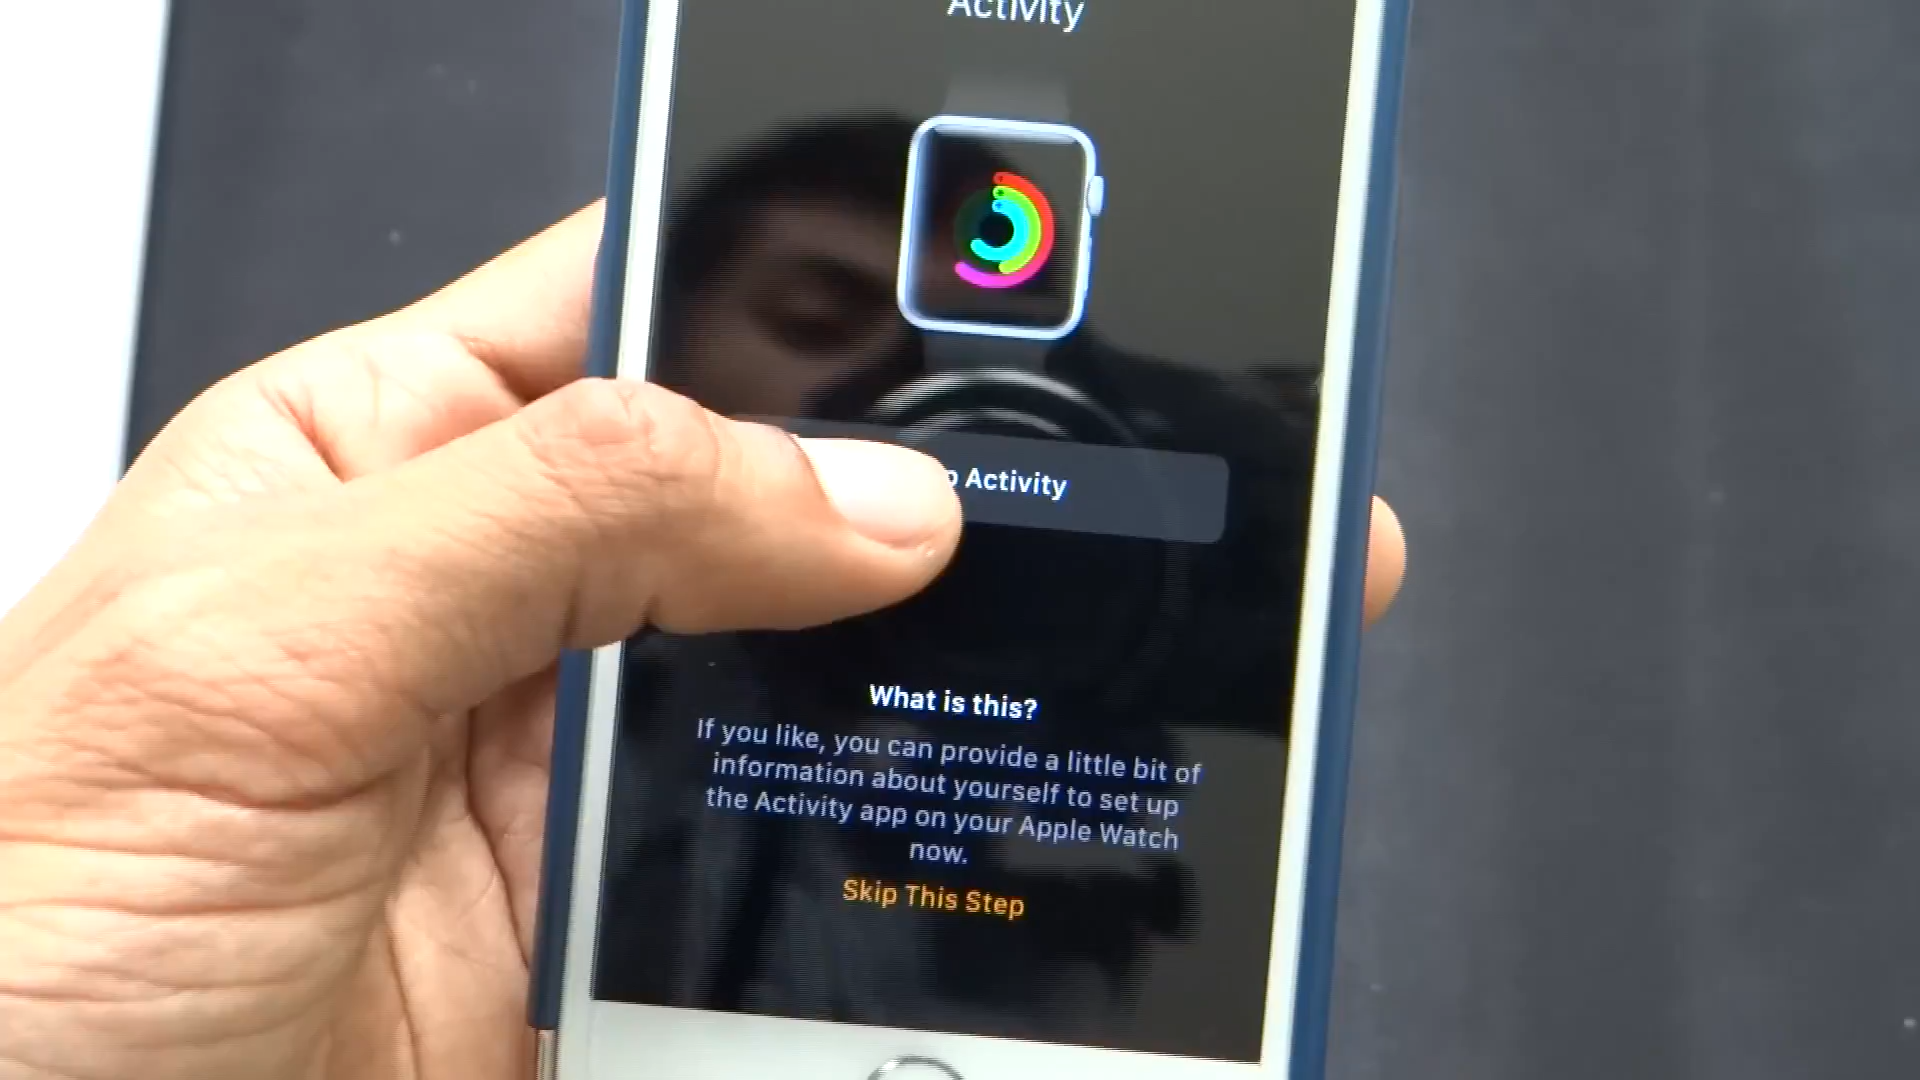 Activity
Activity
What is this?
If you like, you can provide a little bit of
information about yourself to set up
the Activity app on your Apple Watch
now.
Skip This Step